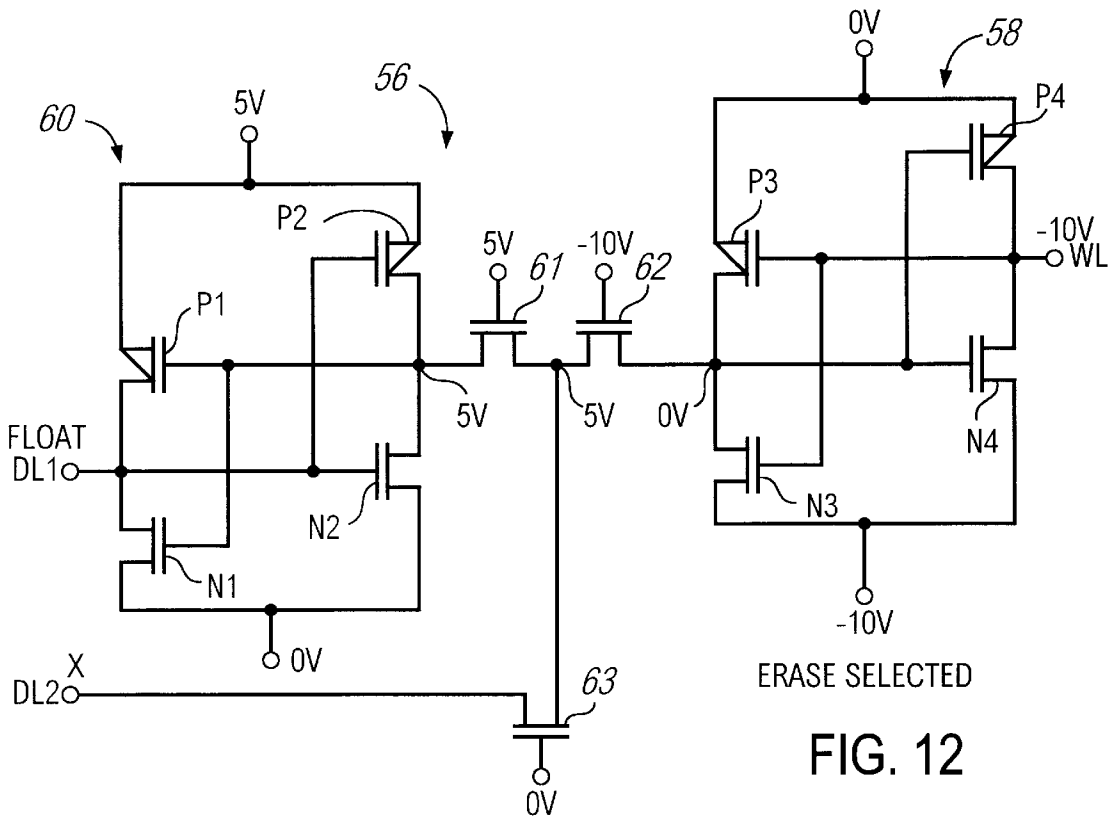 0V
58
60
5V
56
P4
P2
P3
5V
-10V
61
62
-10V
WL
P1
5V
5V
0V
N4
FLOAT
DL1
N2
N3
N1
-10V
0V
X
DL2
63
ERASE SELECTED
0V
FIG. 12